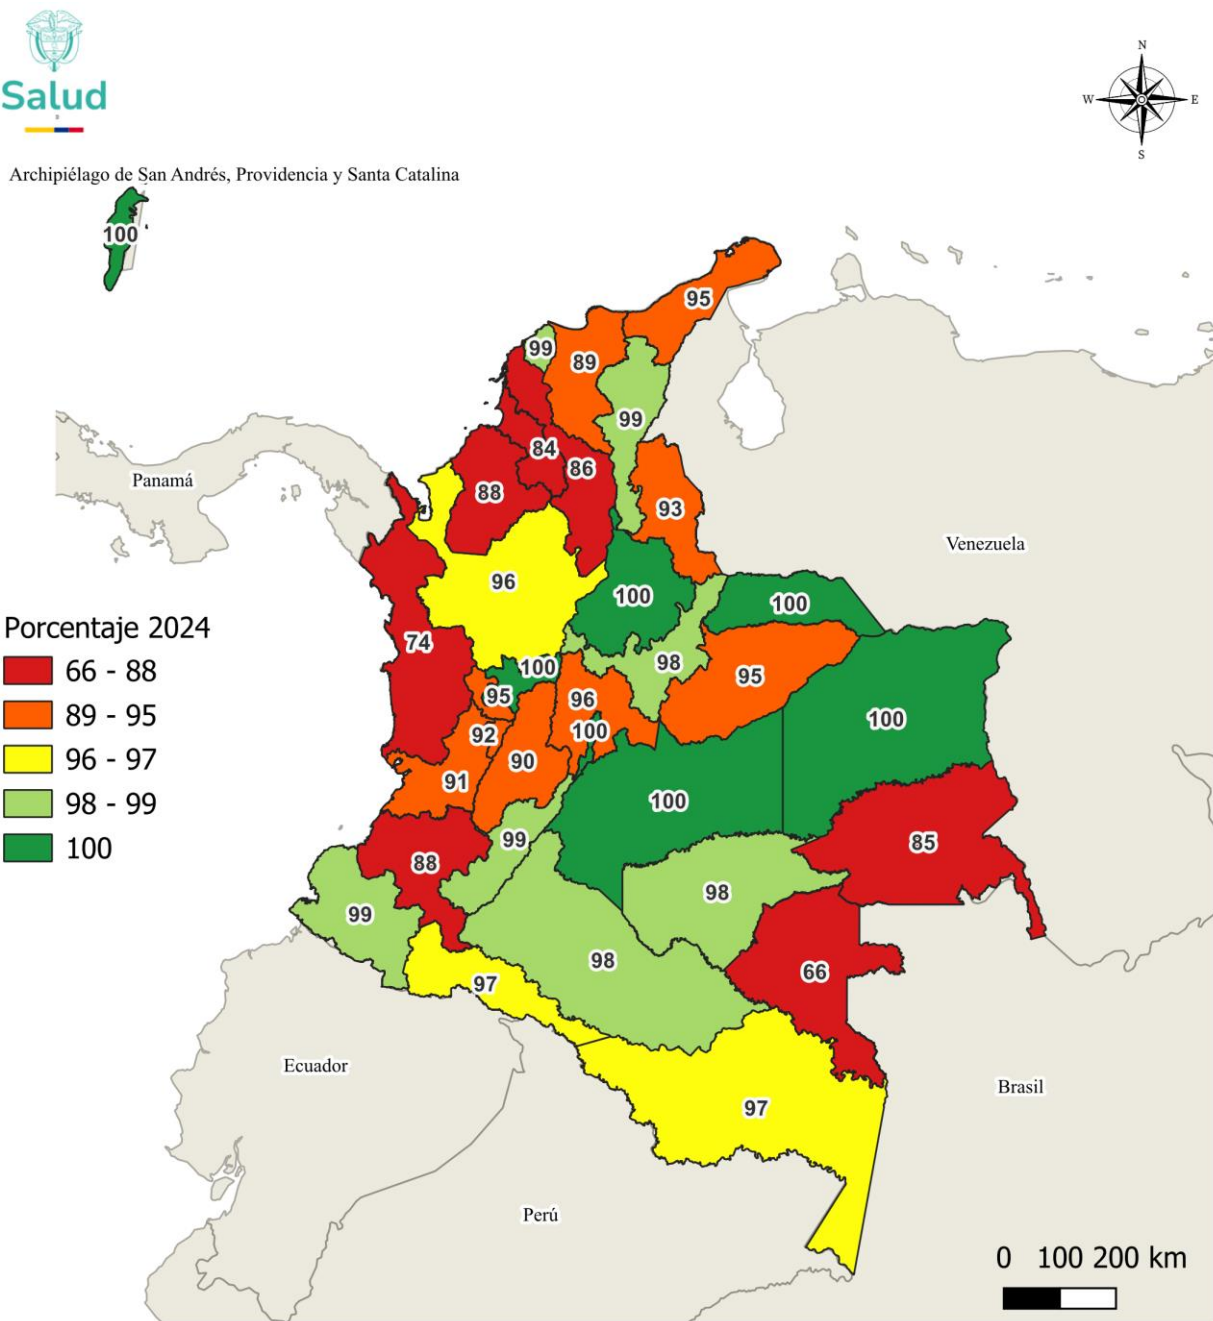 Salud
N
W
E
S
Archipiélago de San Andrés, Providencia y Santa Catalina
100
95
99
89
99
84
86
88
93
Panamá
Venezuela
96
100
100
Porcentaje 2024
66 - 88
89 - 95
96 - 97
98 - 99
100
74
98
100
95
95
96
100
92
100
90
91
100
99
85
88
98
99
98
66
97
Ecuador
Brasil
97
Perú
0 100 200 km